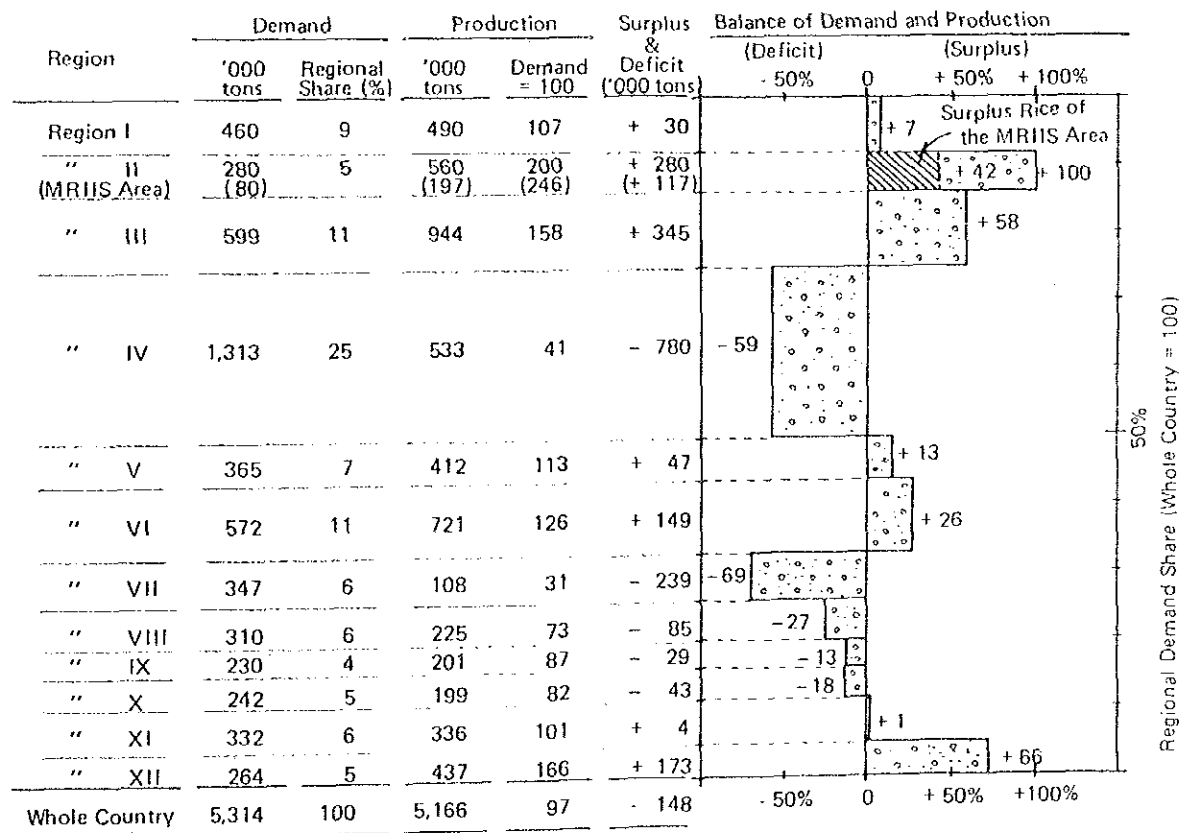 Region Demand Production Surplus & Deficit ('000 tons) Balance of Demand and Production
'000 tons Regional Share (%) '000 tons Demand = 100 (Deficit) (Surplus)
- 50% 0 + 50% + 100%
Region I 460 9 490 107 + 30 + 7
Surplus Rice of the MRIIS Area
" II 280 5 560 200 + 280 + 42 + 100
(MRIIS Area) (80) (197) (246) (+ 117)
" III 599 11 944 158 + 345 + 58
" IV 1,313 25 533 41 - 780 - 59
" V 365 7 412 113 + 47 + 13
" VI 572 11 721 126 + 149 + 26
" VII 347 6 108 31 - 239 - 69
" VIII 310 6 225 73 - 85 - 27
" IX 230 4 201 87 - 29 - 13
" X 242 5 199 82 - 43 - 18
" XI 332 6 336 101 + 4 + 1
" XII 264 5 437 166 + 173 + 66
Whole Country 5,314 100 5,166 97 - 148
- 50% 0 + 50% +100%
50%
Regional Demand Share (Whole Country = 100)